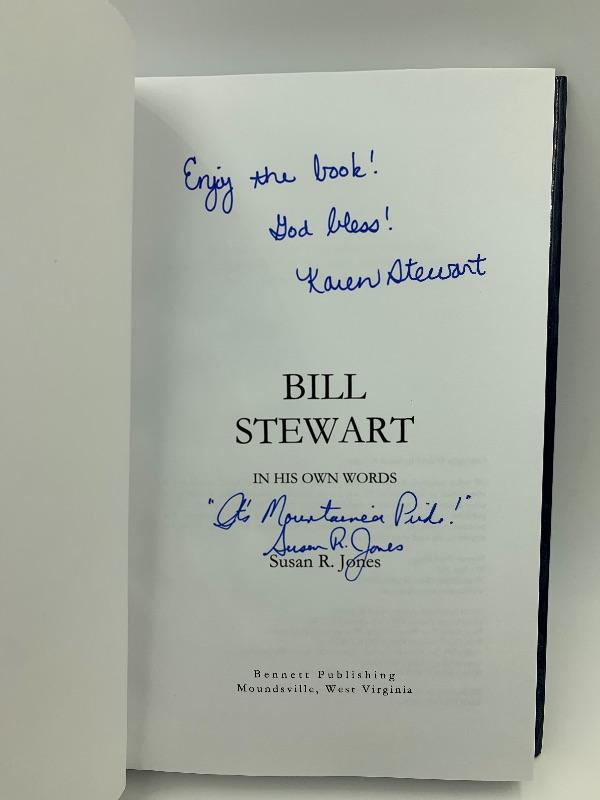 Enjoy the book!
God bless!
Karen Stewart
BILL
STEWART
IN HIS OWN WORDS
"It's Mountaineer Pride!"
Susan R. Jones
Susan R. Jones
Bennett Publishing
Moundsville, West Virginia